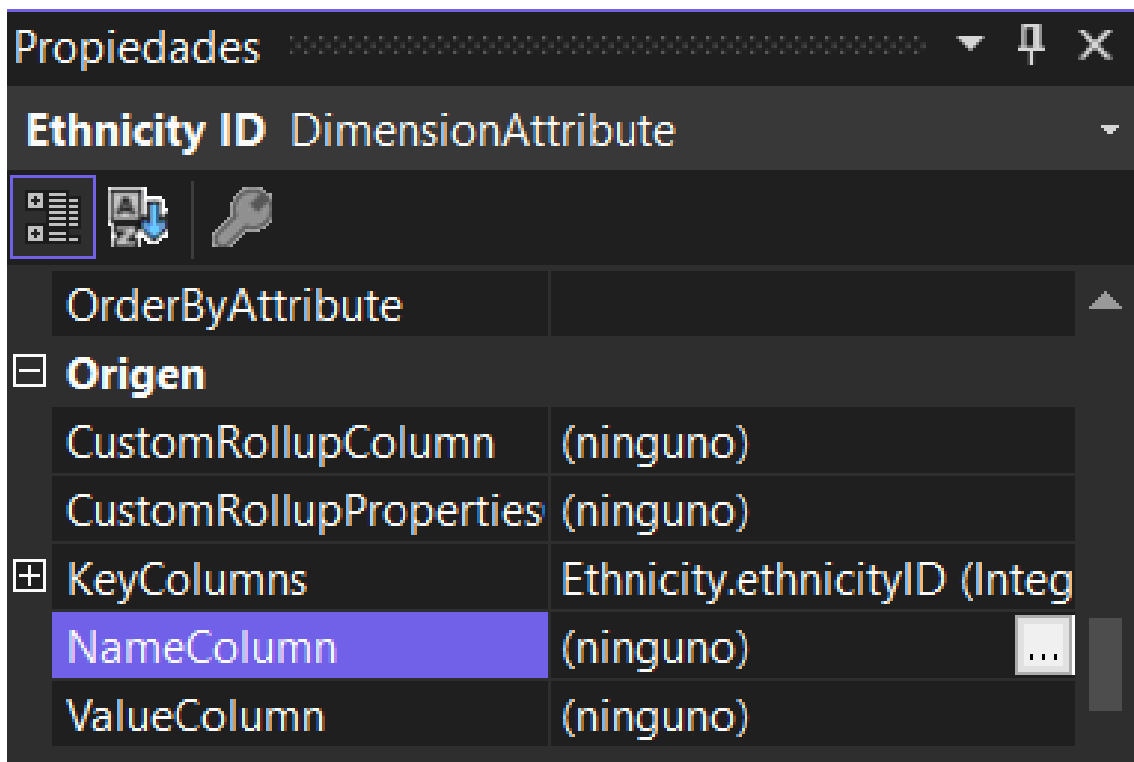 Propiedades
Ethnicity ID DimensionAttribute
OrderByAttribute
Origen
CustomRollupColumn (ninguno)
CustomRollupProperties (ninguno)
KeyColumns Ethnicity.ethnicityID (Integ
NameColumn (ninguno) ...
ValueColumn (ninguno)